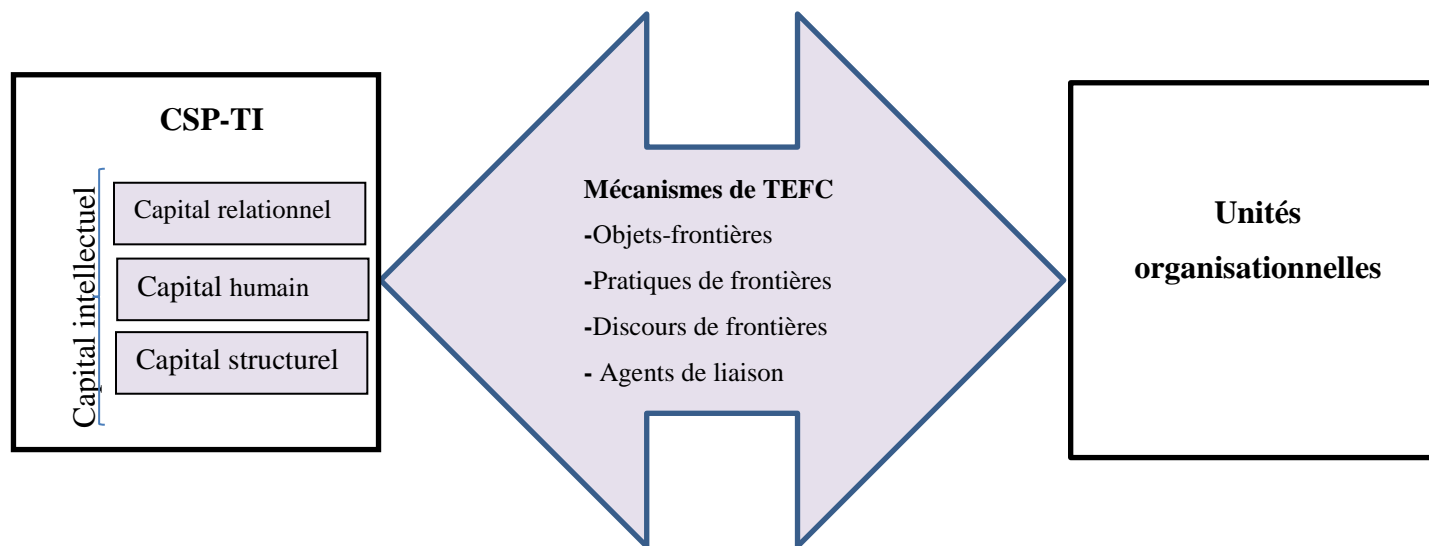 CSP-TI
Capital intellectuel
Capital relationnel
Capital humain
Capital structurel
Mécanismes de TEFC
-Objets-frontières
-Pratiques de frontières
-Discours de frontières
- Agents de liaison
Unités
organisationnelles